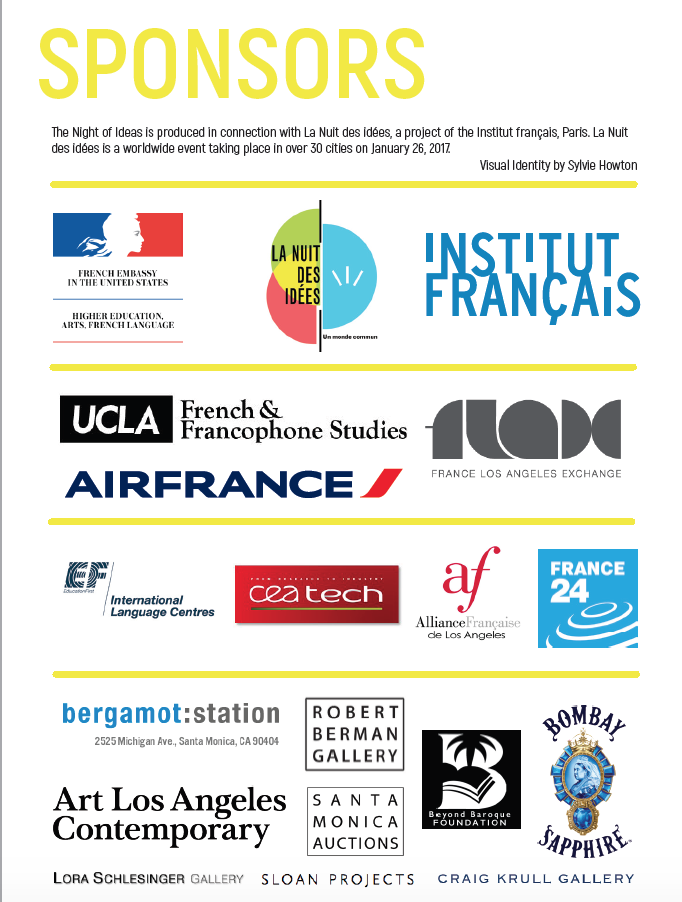 SPONSORS
The Night of Ideas is produced in connection with La Nuit des idées, a project of the Institut français, Paris. La Nuit
des idées is a worldwide event taking place in over 30 cities on January 26, 2017.
Visual Identity by Sylvie Howton
FRENCH EMBASSY
IN THE UNITED STATES
HIGHER EDUCATION,
ARTS, FRENCH LANGUAGE
LA NUIT
DES
IDÉES
Un monde commun
INSTITUT
FRANÇAIS
UCLA French &
Francophone Studies
AIRFRANCE
FLAX
FRANCE LOS ANGELES EXCHANGE
EF
EducationFirst
International
Language Centres
FROM RESEARCH TO INDUSTRY
cea tech
af
AllianceFrançaise
de Los Angeles
FRANCE
24
bergamot:station
2525 Michigan Ave., Santa Monica, CA 90404
ROBERT
BERMAN
GALLERY
Art Los Angeles
Contemporary
SANTA
MONICA
AUCTIONS
B
Beyond Baroque
FOUNDATION
BOMBAY
SAPPHIRE
LORA SCHLESINGER GALLERY
SLOAN PROJECTS
CRAIG KRULL GALLERY